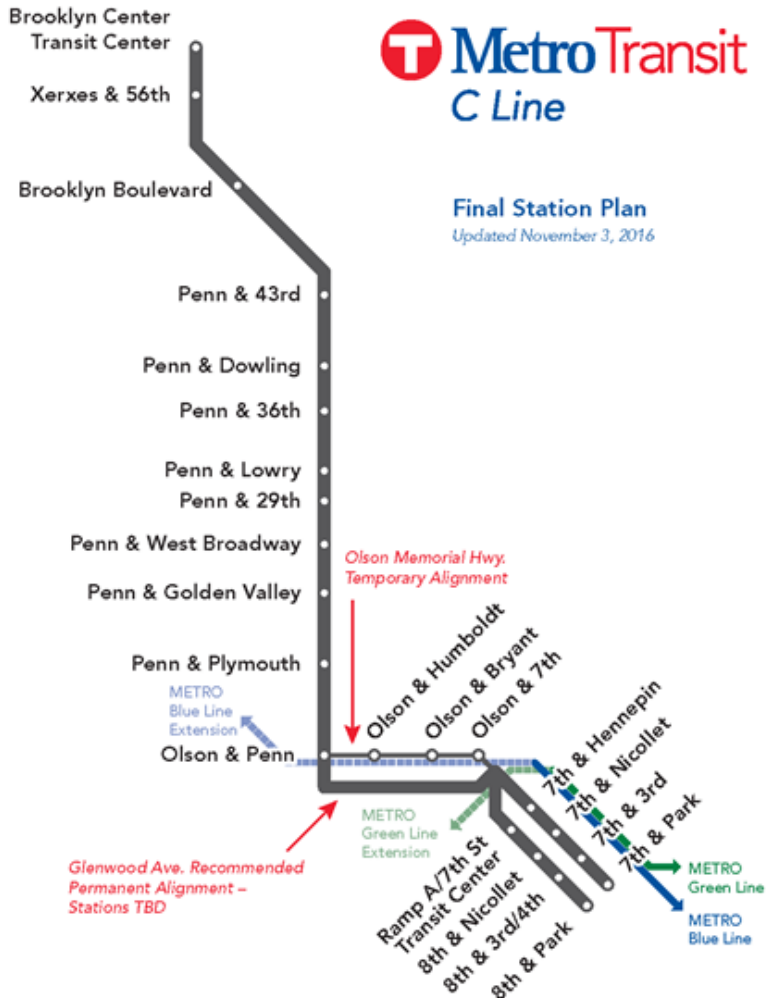 Brooklyn Center
Transit Center
T MetroTransit
C Line
Xerxes & 56th
Brooklyn Boulevard
Final Station Plan
Updated November 3, 2016
Penn & 43rd
Penn & Dowling
Penn & 36th
Penn & Lowry
Penn & 29th
Penn & West Broadway
Olson Memorial Hwy.
Temporary Alignment
Penn & Golden Valley
Penn & Plymouth
METRO
Blue Line
Extension
Olson & Penn
Olson & Humboldt
Olson & Bryant
Olson & 7th
7th & Hennepin
7th & Nicollet
7th & 3rd
7th & Park
METRO
Green Line
Extension
Glenwood Ave. Recommended
Permanent Alignment –
Stations TBD
Ramp A/7th St
Transit Center
8th & Nicollet
8th & 3rd/4th
8th & Park
METRO
Green Line
METRO
Blue Line